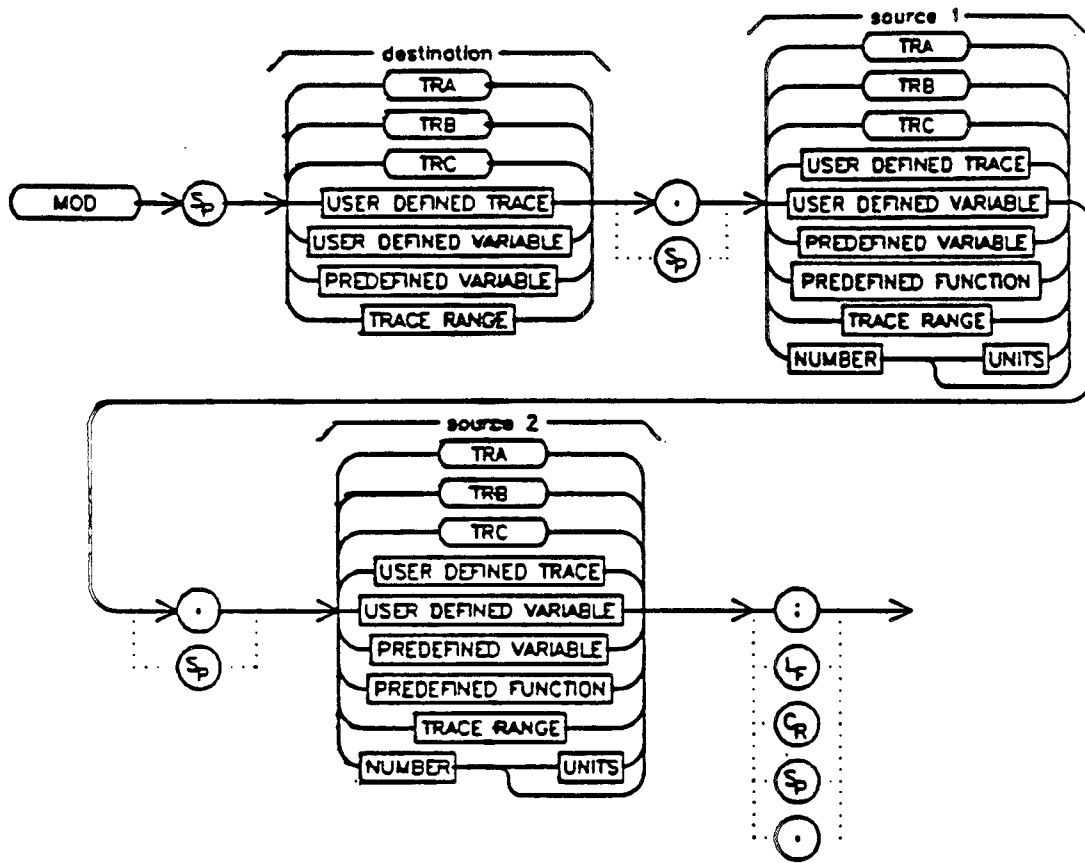 destination
TRA
TRB
TRC
USER DEFINED TRACE
USER DEFINED VARIABLE
PREDEFINED VARIABLE
TRACE RANGE
MOD
SP
,
SP
source 1
TRA
TRB
TRC
USER DEFINED TRACE
USER DEFINED VARIABLE
PREDEFINED VARIABLE
PREDEFINED FUNCTION
TRACE RANGE
NUMBER UNITS
,
SP
source 2
TRA
TRB
TRC
USER DEFINED TRACE
USER DEFINED VARIABLE
PREDEFINED VARIABLE
PREDEFINED FUNCTION
TRACE RANGE
NUMBER UNITS
;
LF
CR
SP
,